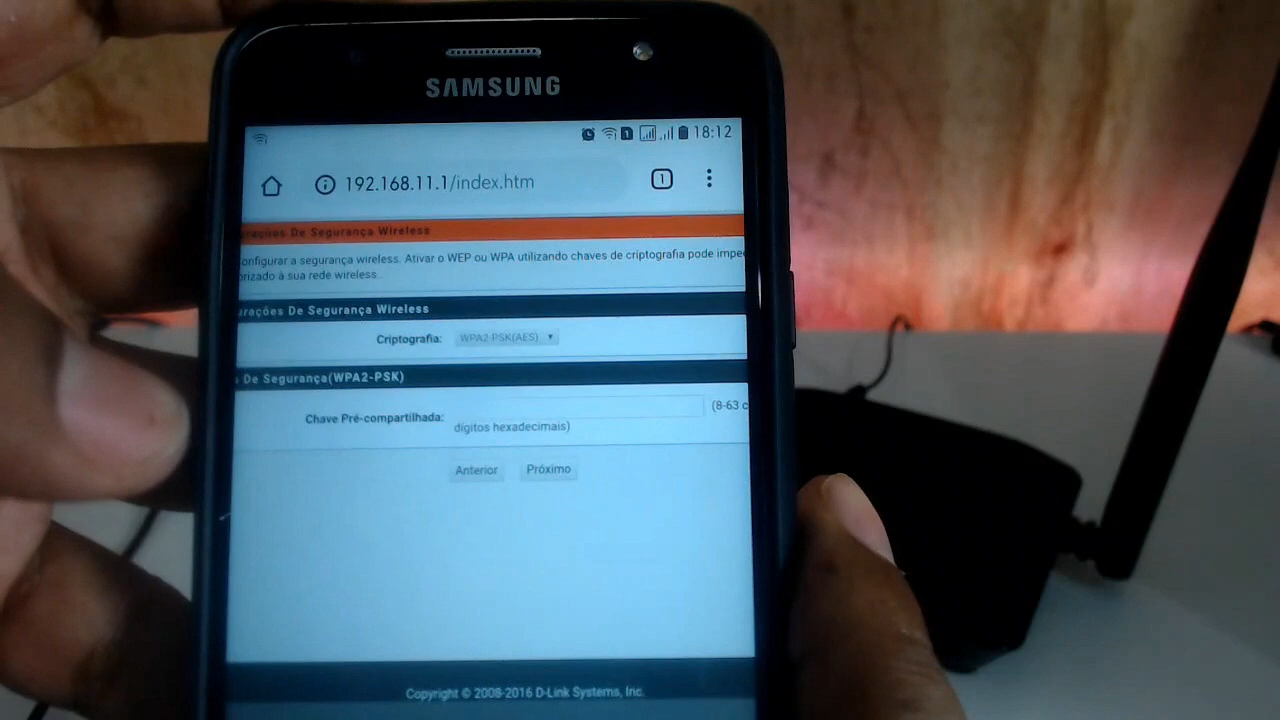 SAMSUNG
1 18:12
192.168.11.1/index.htm 1
De Segurança Wireless
onfigurar a segurança wireless. Ativar o WEP ou WPA utilizando chaves de criptografia pode impe
orizado à sua rede wireless.
urações De Segurança Wireless
Criptografia: WPA2-PSK(AES)
De Segurança(WPA2-PSK)
Chave Pré-compartilhada: (8-63 c
dígitos hexadecimais)
Anterior Próximo
Copyright © 2008-2016 D-Link Systems, Inc.